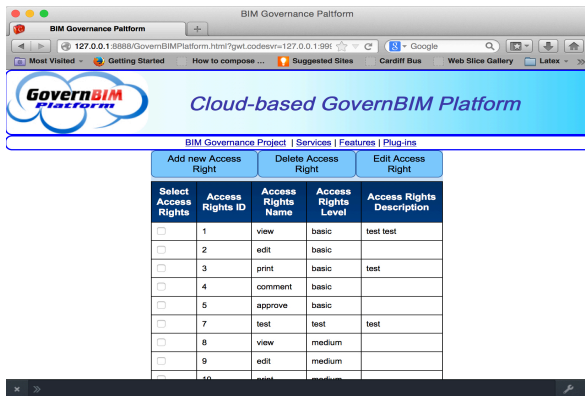 BIM Governance Paltform
BIM Governance Paltform
127.0.0.1:8888/GovernBIMPlatform.html?gwt.codesvr=127.0.0.1:999 Google
Most Visited Getting Started How to compose ... Suggested Sites Cardiff Bus Web Slice Gallery Latex
GovernBIM
Platform
Cloud-based GovernBIM Platform
BIM Governance Project | Services | Features | Plug-ins
Add new Access Right Delete Access Right Edit Access Right
Select Access Rights Access Rights ID Access Rights Name Access Rights Level Access Rights Description
1 view basic test test
2 edit basic
3 print basic test
4 comment basic
5 approve basic
7 test test test
8 view medium
9 edit medium
10 print medium